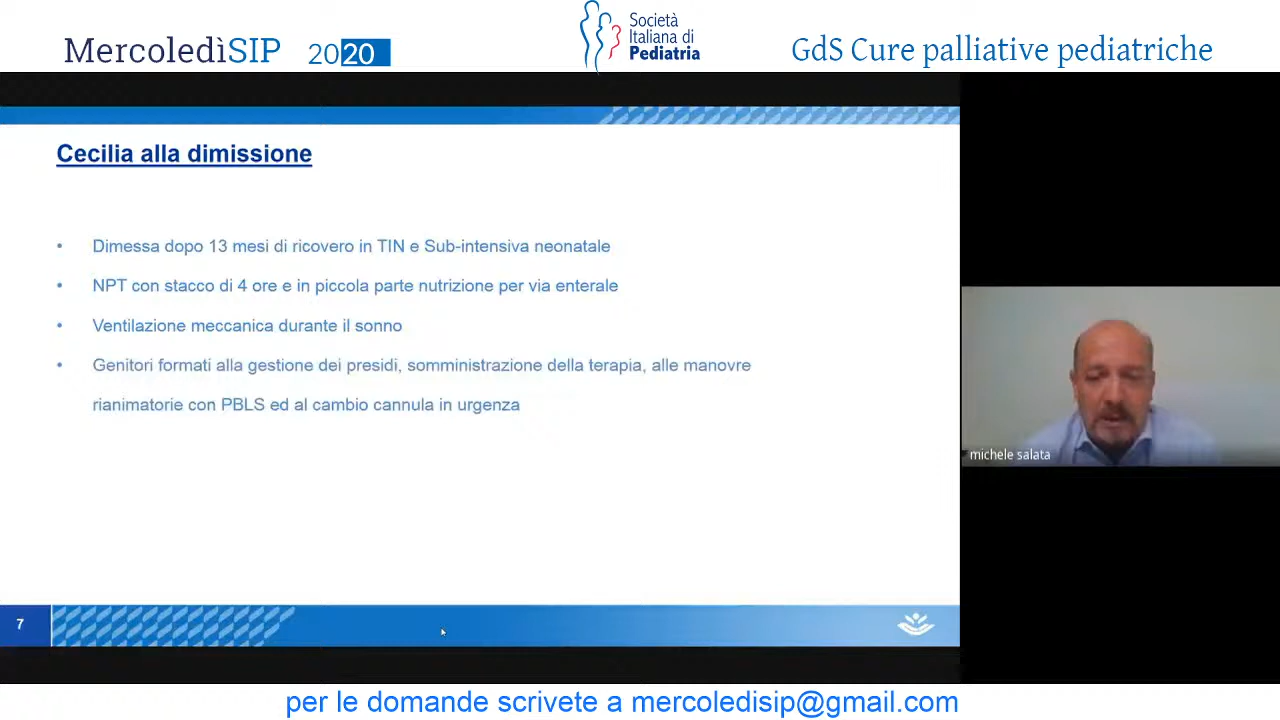 MercoledìSIP 2020
Società
Italiana di
Pediatria
GdS Cure palliative pediatriche
Cecilia alla dimissione
• Dimessa dopo 13 mesi di ricovero in TIN e Sub-intensiva neonatale
• NPT con stacco di 4 ore e in piccola parte nutrizione per via enterale
• Ventilazione meccanica durante il sonno
• Genitori formati alla gestione dei presidi, somministrazione della terapia, alle manovre
rianimatorie con PBLS ed al cambio cannula in urgenza
michele salata
7
per le domande scrivete a mercoledisip@gmail.com